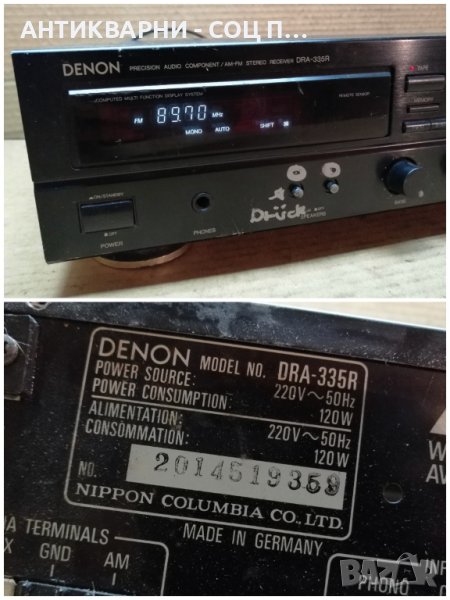 АНТИКВАРНИ - СОЦ П...
DENON PRECISION AUDIO COMPONENT / AM-FM STEREO RECEIVER DRA-335R
COMPUTED MULTI FUNCTION DISPLAY SYSTEM REMOTE SENSOR
TAPE
FM 89.70 MHz
MEMORY
MONO AUTO SHIFT
ON/STANDBY
OFF
POWER
PHONES
Drück
SPEAKERS
BASS
DENON MODEL NO. DRA-335R
POWER SOURCE: 220V～50Hz
POWER CONSUMPTION: 120W
ALIMENTATION: 220V～50Hz
CONSOMMATION: 120W
NO. 2014519359
NIPPON COLUMBIA CO., LTD.
MADE IN GERMANY
TERMINALS
GND AM
PHONO
BAZAR